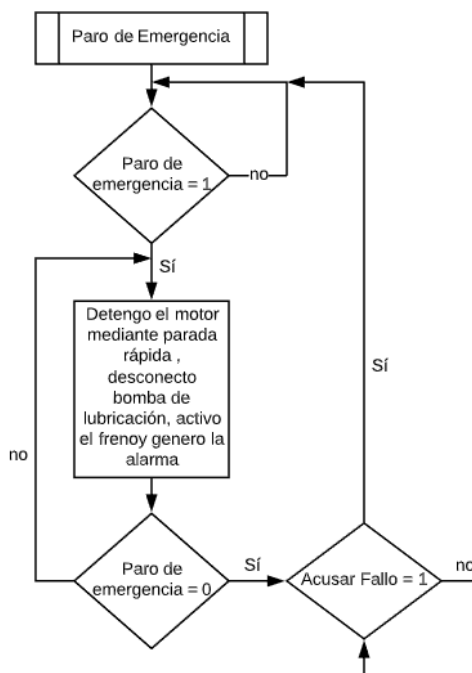 Paro de Emergencia
Paro de
emergencia = 1
no
Sí
Detengo el motor
mediante parada
rápida ,
desconecto
bomba de
lubricación, activo
el frenoy genero la
alarma
Sí
no
Paro de
emergencia = 0
Sí
Acusar Fallo = 1
no